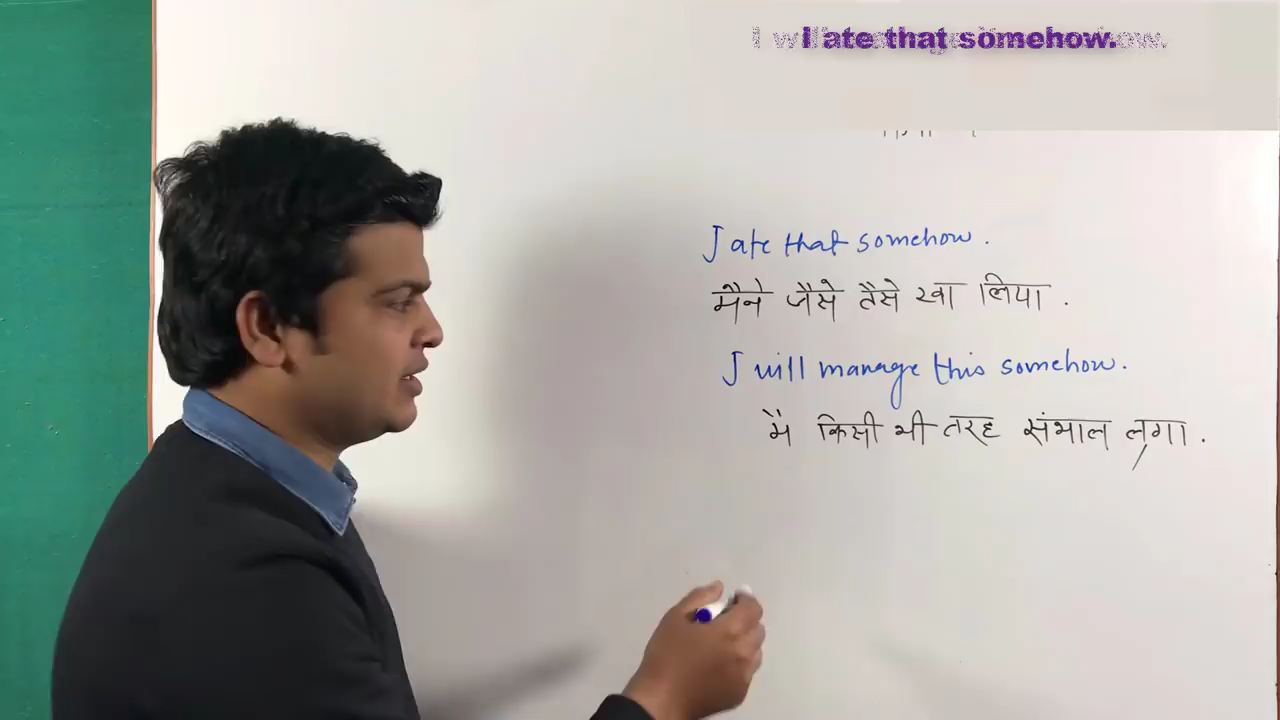 I ate that somehow.
I ate that somehow.
मैने जैसे तैसे खा लिया .
I will manage this somehow.
मै किसी भी तरह संभाल लूगा .